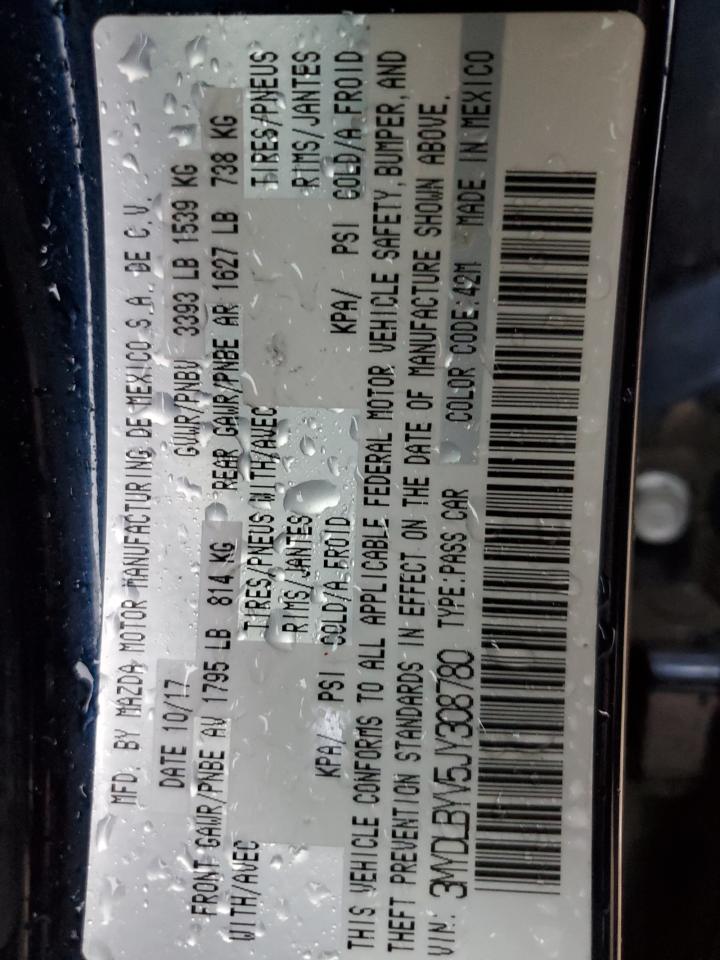 MFD. BY MAZDA MOTOR MANUFACTURING DE MEXICO S.A. DE C.V.
DATE 10/17 GVWR/PNBV 3393 LB 1539 KG
FRONT GAWR/PNBE AV 1795 LB 814 KG REAR GAWR/PNBE AR 1627 LB 738 KG
WITH/AVEC TIRES/PNEUS WITH/AVEC TIRES/PNEUS
RIMS/JANTES RIMS/JANTES
KPA/ PSI COLD/A FROID KPA/ PSI COLD/A FROID
THIS VEHICLE CONFORMS TO ALL APPLICABLE FEDERAL MOTOR VEHICLE SAFETY, BUMPER, AND
THEFT PREVENTION STANDARDS IN EFFECT ON THE DATE OF MANUFACTURE SHOWN ABOVE.
VIN: 3MYDLBYV5JY308780 TYPE:PASS CAR COLOR CODE:42M MADE IN MEXICO